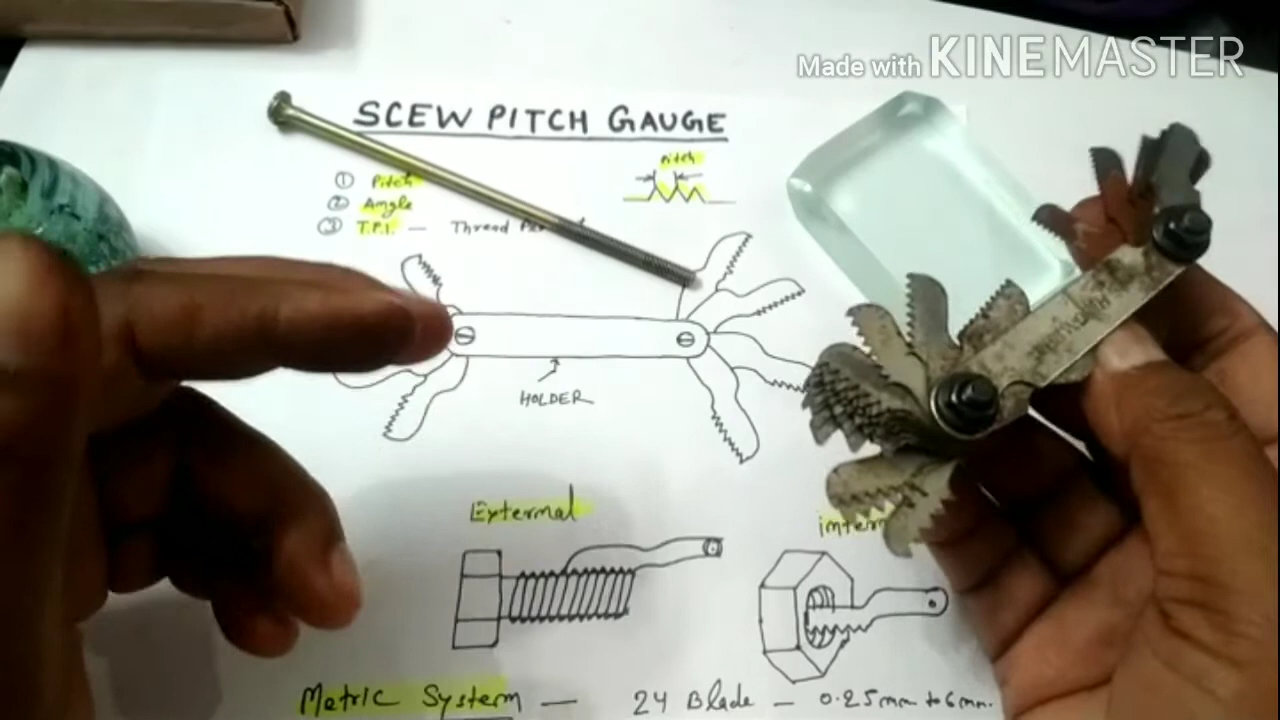 Made with KINEMASTER
SCEW PITCH GAUGE
Pitch
① Pitch
② Angle
③ T.P.I. — Thread
HOLDER
External
Metric System — 24 Blade — 0.25mm to 6mm.